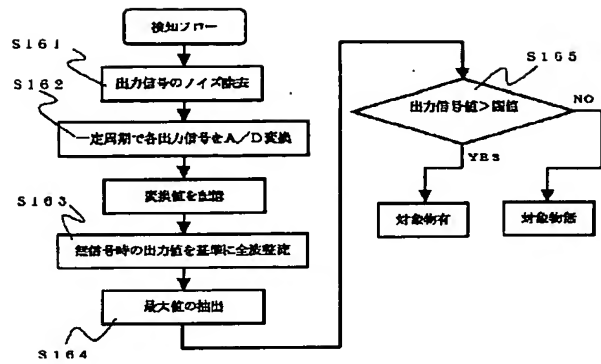 検知フロー
S161
出力信号のノイズ除去
S162
一定周期で各出力信号をA／D変換
変換値を記憶
S163
無信号時の出力値を基準に全波整流
最大値の抽出
S164
S165
出力信号値＞閾値
NO
YES
対象物有
対象物無